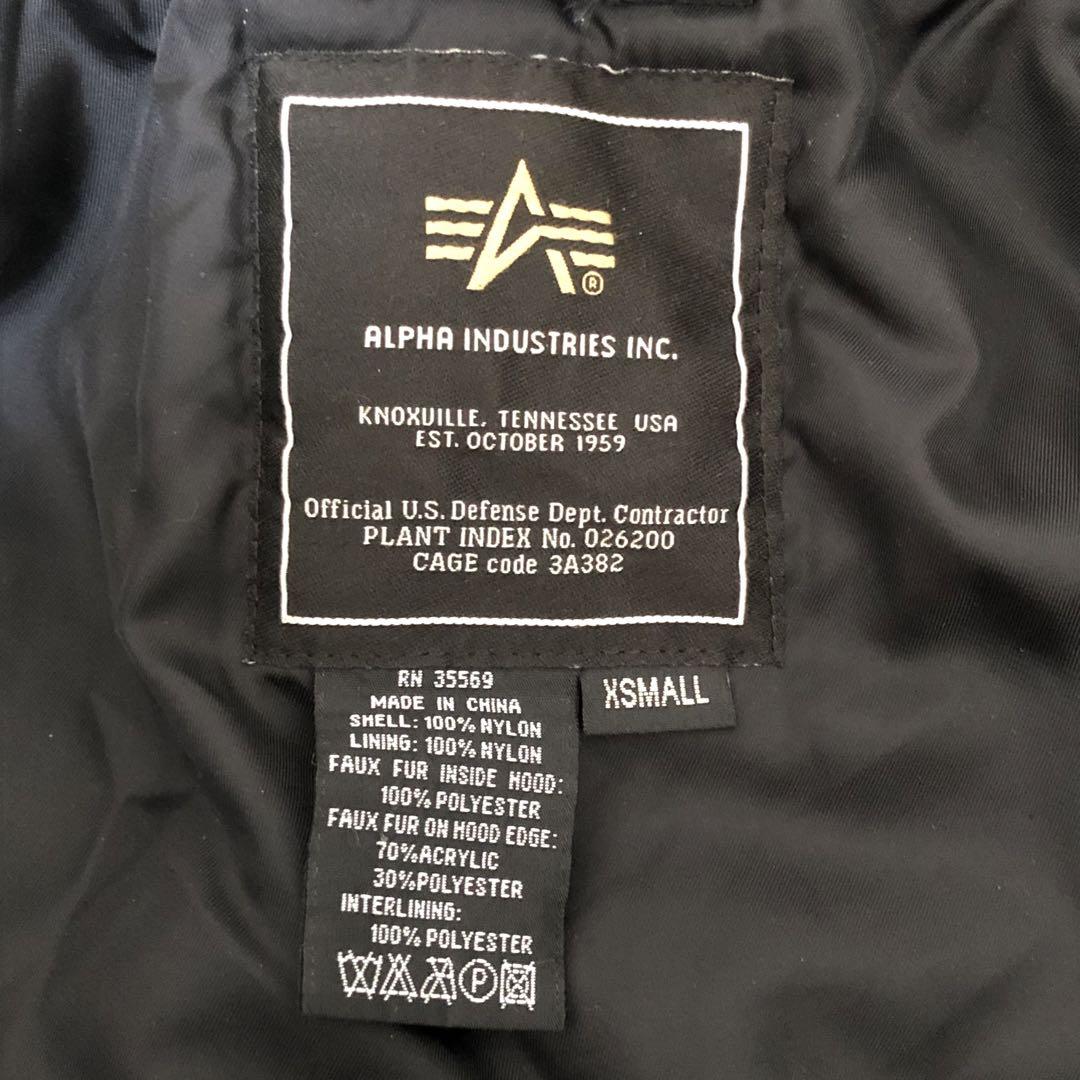 ®
ALPHA INDUSTRIES INC.
KNOXVILLE, TENNESSEE USA
EST. OCTOBER 1959
Official U.S. Defense Dept. Contractor
PLANT INDEX No. 026200
CAGE code 3A382
RN 35569
MADE IN CHINA
SHELL: 100% NYLON
LINING: 100% NYLON
FAUX FUR INSIDE HOOD:
100% POLYESTER
FAUX FUR ON HOOD EDGE:
70%ACRYLIC
30%POLYESTER
INTERLINING:
100% POLYESTER
P
XSMALL